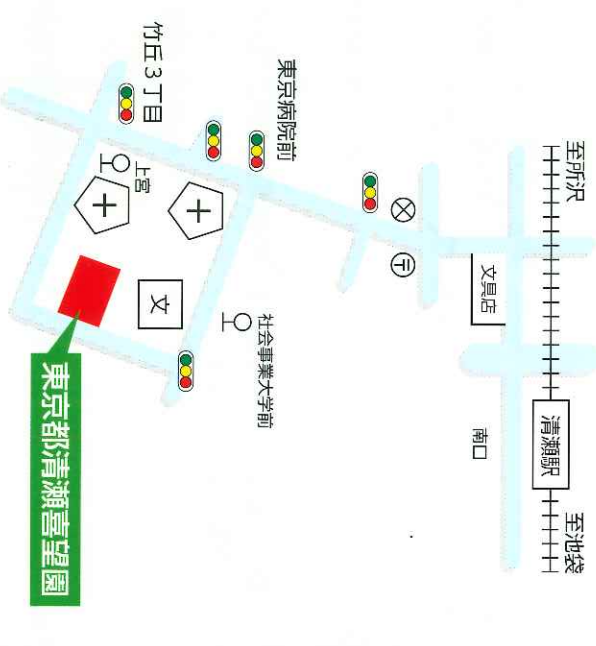 至所沢
清瀬駅
至池袋
文具店
南口
東京病院前
竹丘3丁目
上宮
文
社会事業大学前
東京都清瀬喜望園